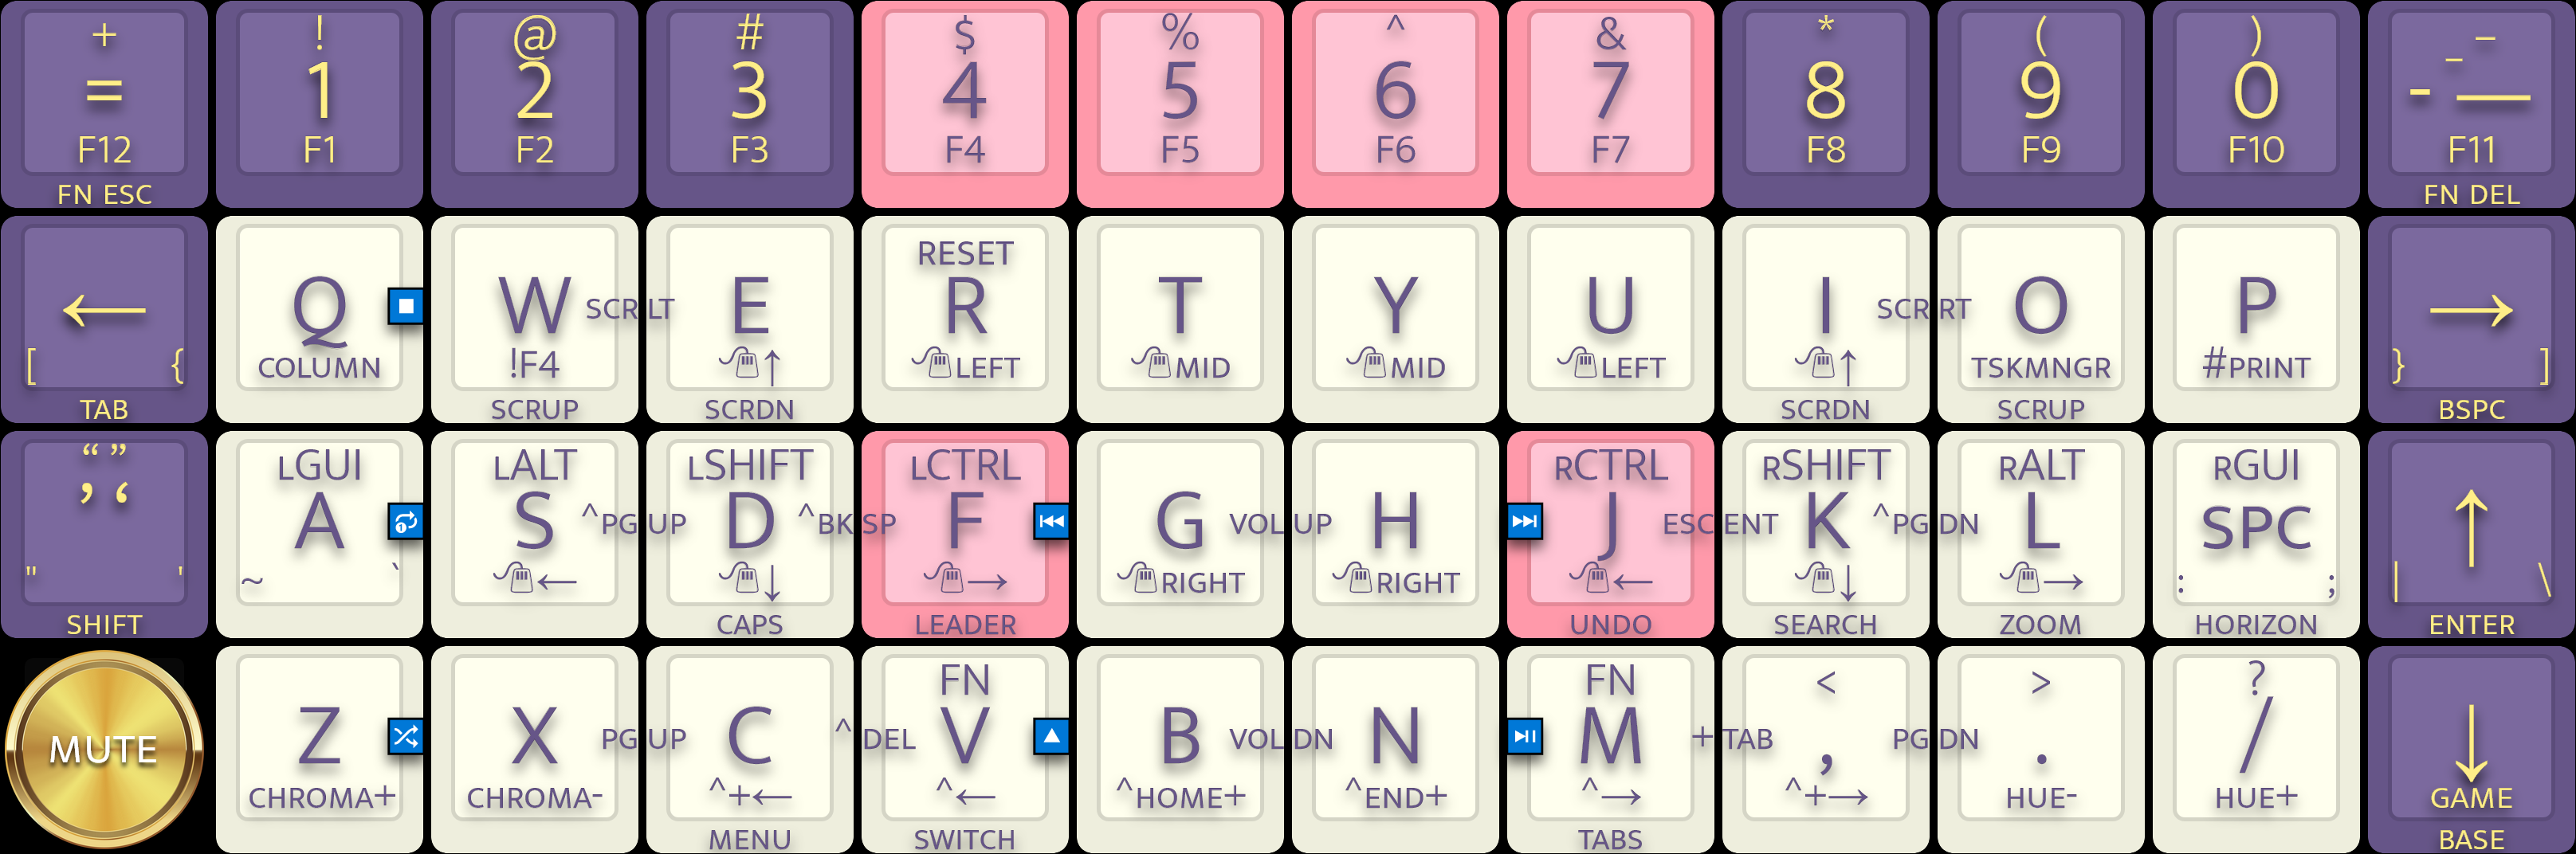 + ! @ # $ % ^ & * ( ) – _
= 1 2 3 4 5 6 7 8 9 0 - —
F12 F1 F2 F3 F4 F5 F6 F7 F8 F9 F10 F11
FN ESC FN DEL
RESET
← Q W SCR LT E R T Y U I SCR RT O P →
[ { COLUMN !F4 ↑ LEFT MID MID LEFT ↑ TSKMNGR #PRINT } ]
TAB SCRUP SCRDN SCRDN SCRUP BSPC
“ ” LGUI LALT LSHIFT LCTRL RCTRL RSHIFT RALT RGUI
’ ‘ A S ^PG UP D ^BK SP F G VOL UP H J ESC ENT K ^PG DN L SPC ↑
" ' ~ ` ← ↓ → RIGHT RIGHT ← ↓ → : ; | \
SHIFT CAPS LEADER UNDO SEARCH ZOOM HORIZON ENTER
FN FN < > ?
MUTE Z X PG UP C ^ DEL V B VOL DN N M + TAB , PG DN . / ↓
CHROMA+ CHROMA- ^+← ^← ^HOME+ ^END+ ^→ ^+→ HUE- HUE+ GAME
MENU SWITCH TABS BASE